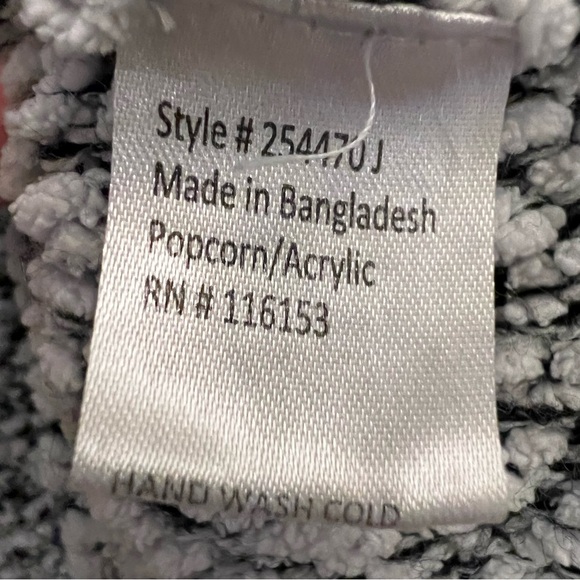 Style # 254470 J
Made in Bangladesh
Popcorn/Acrylic
RN # 116153
HAND WASH COLD